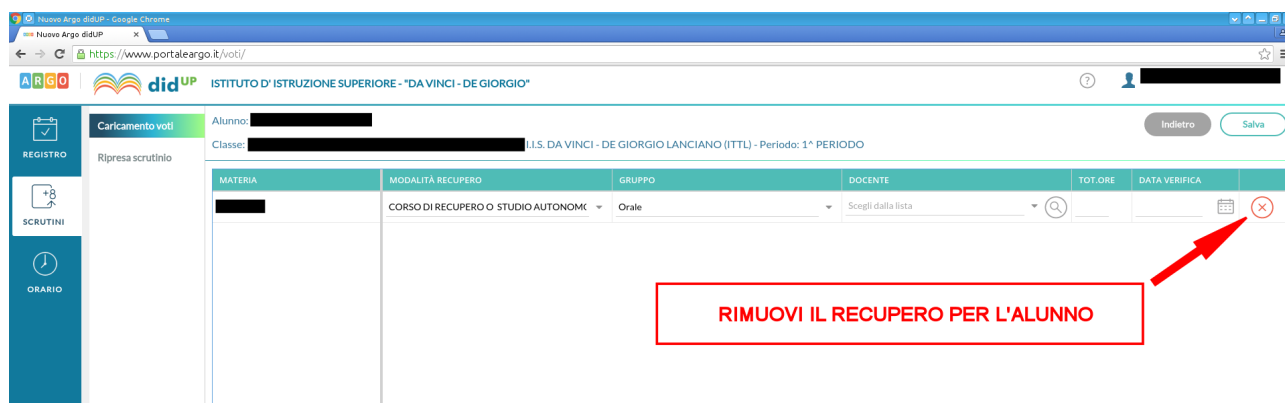 Nuovo Argo didUP - Google Chrome
Nuovo Argo didUP ×
https://www.portaleargo.it/voti/
ARGO didUP ISTITUTO D' ISTRUZIONE SUPERIORE - "DA VINCI - DE GIORGIO" ?
REGISTRO
SCRUTINI
ORARIO
+8
Caricamento voti
Ripresa scrutinio
Alunno:
Indietro Salva
Classe: I.I.S. DA VINCI - DE GIORGIO LANCIANO (ITTL) - Periodo: 1^ PERIODO
MATERIA MODALITÀ RECUPERO GRUPPO DOCENTE TOT.ORE DATA VERIFICA
CORSO DI RECUPERO O STUDIO AUTONOMO Orale Scegli dalla lista
RIMUOVI IL RECUPERO PER L'ALUNNO